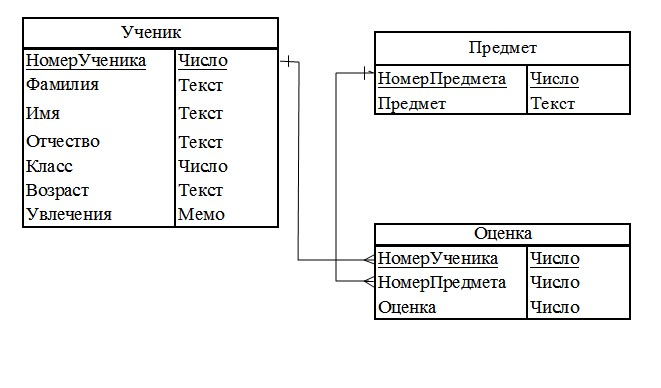 Ученик
НомерУченика Число
Фамилия Текст
Имя Текст
Отчество Текст
Класс Число
Возраст Текст
Увлечения Мемо
Предмет
НомерПредмета Число
Предмет Текст
Оценка
НомерУченика Число
НомерПредмета Число
Оценка Число